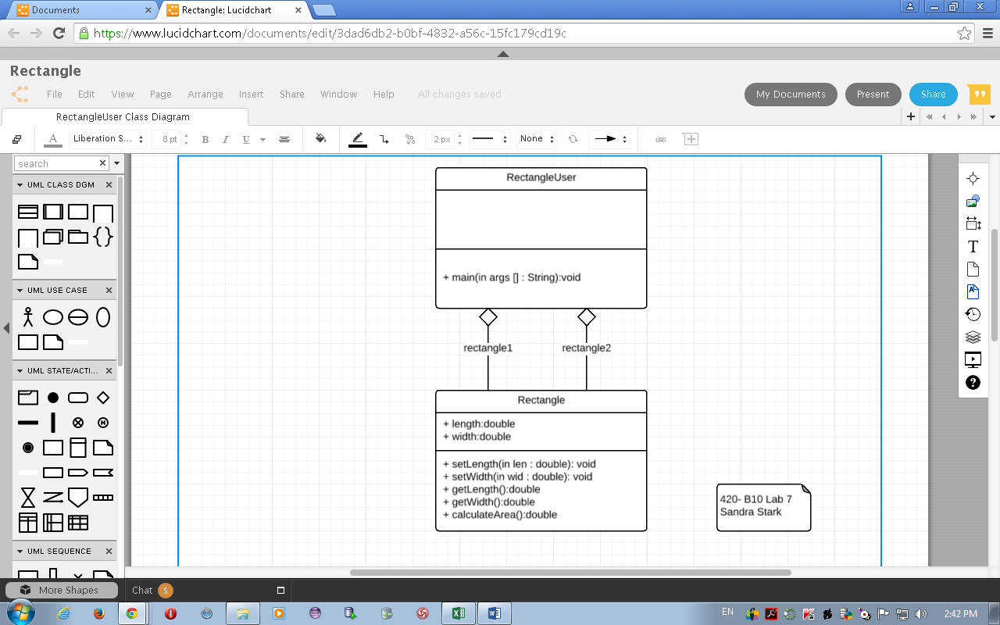 Documents
Rectangle: Lucidchart
https://www.lucidchart.com/documents/edit/3dad6db2-b0bf-4832-a56c-15fc179cd19c
Rectangle
File Edit View Page Arrange Insert Share Window Help All changes saved
My Documents Present Share
RectangleUser Class Diagram
A Liberation S... 8 pt B I U 2 px None
search
UML CLASS DGM
UML USE CASE
UML STATE/ACTI...
UML SEQUENCE
RectangleUser
+ main(in args [] : String):void
rectangle1 rectangle2
Rectangle
+ length:double
+ width:double
+ setLength(in len : double): void
+ setWidth(in wid : double): void
+ getLength():double
+ getWidth():double
+ calculateArea():double
420- B10 Lab 7
Sandra Stark
T
A
?
More Shapes Chat S
EN 2:42 PM